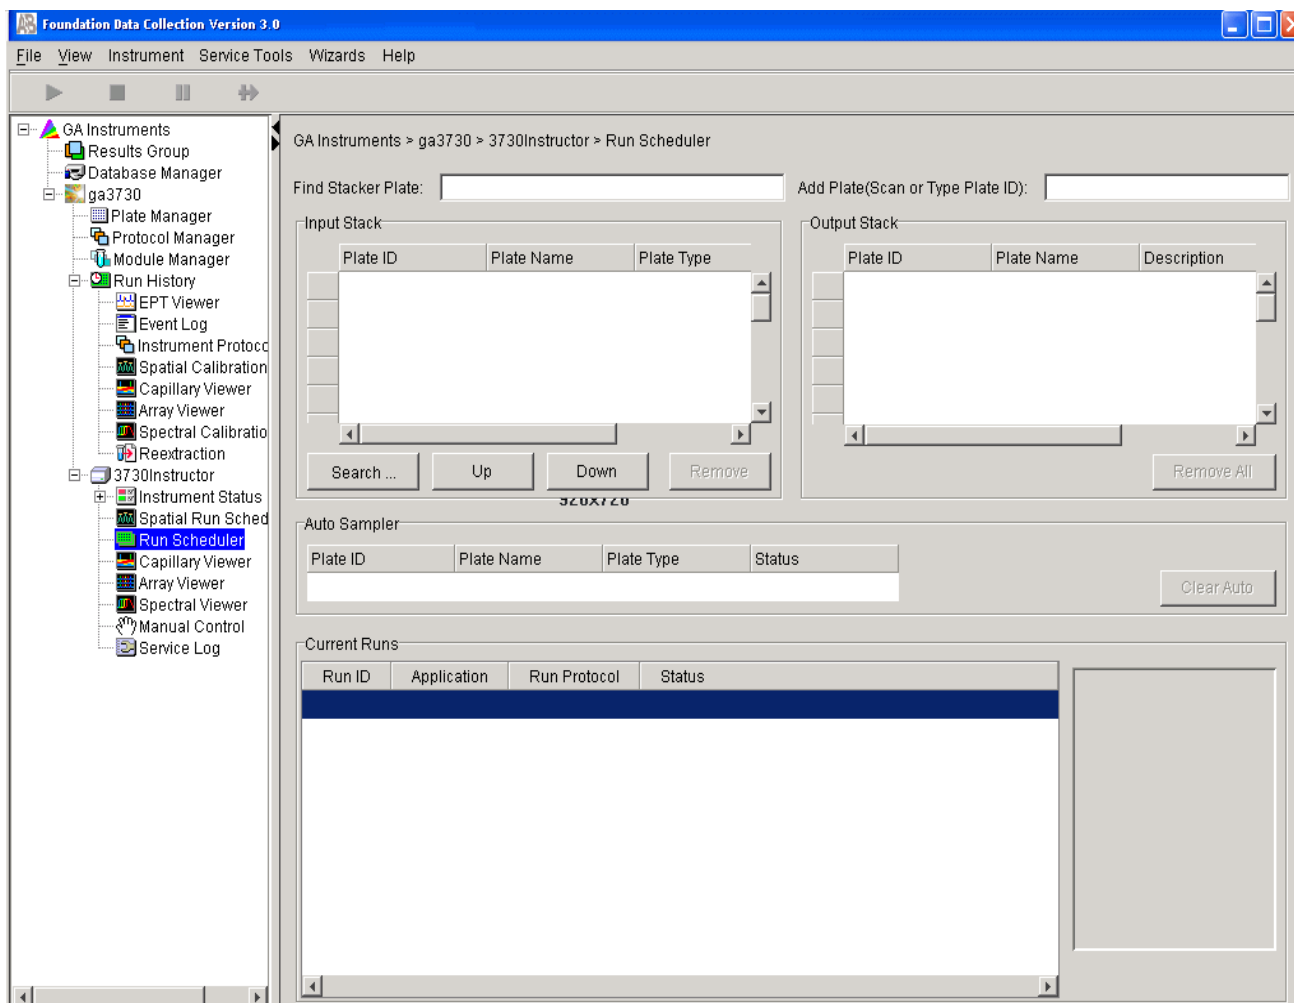 Foundation Data Collection Version 3.0
File View Instrument Service Tools Wizards Help
GA Instruments
Results Group
Database Manager
ga3730
Plate Manager
Protocol Manager
Module Manager
Run History
EPT Viewer
Event Log
Instrument Protoc
Spatial Calibration
Capillary Viewer
Array Viewer
Spectral Calibratio
Reextraction
3730Instructor
Instrument Status
Spatial Run Sched
Run Scheduler
Capillary Viewer
Array Viewer
Spectral Viewer
Manual Control
Service Log
GA Instruments > ga3730 > 3730Instructor > Run Scheduler
Find Stacker Plate:
Add Plate(Scan or Type Plate ID):
Input Stack
Plate ID Plate Name Plate Type
Search ... Up Down Remove
Output Stack
Plate ID Plate Name Description
Remove All
Auto Sampler
Plate ID Plate Name Plate Type Status
Clear Auto
Current Runs
Run ID Application Run Protocol Status